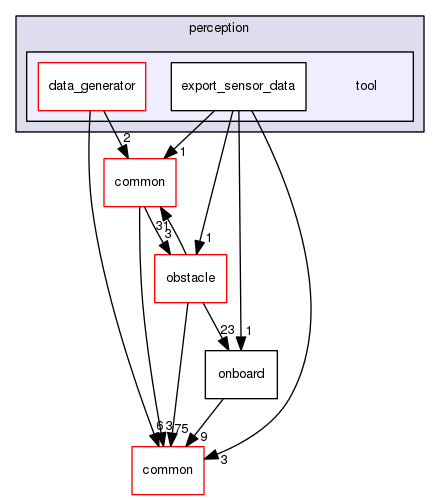 perception
data_generator
export_sensor_data
tool
2
1
common
31
3
1
obstacle
23
1
onboard
6
3
75
9
3
common